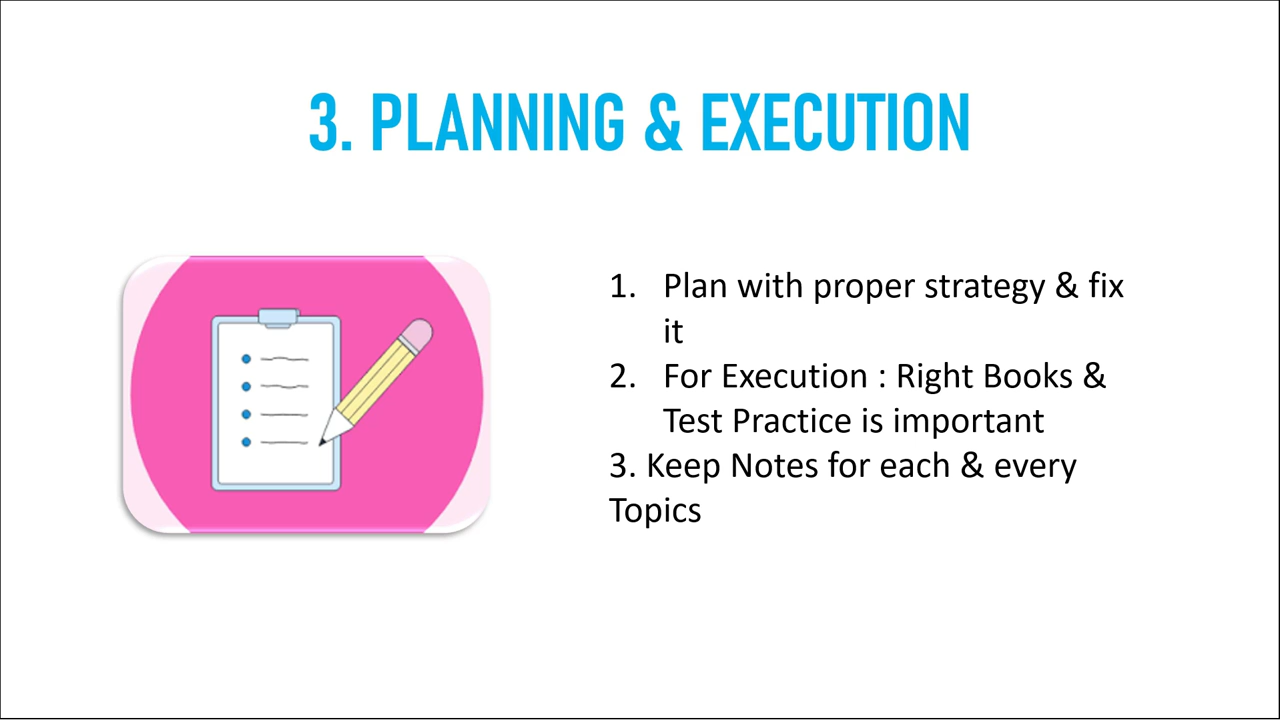 3. PLANNING & EXECUTION
1. Plan with proper strategy & fix
it
2. For Execution : Right Books &
Test Practice is important
3. Keep Notes for each & every
Topics